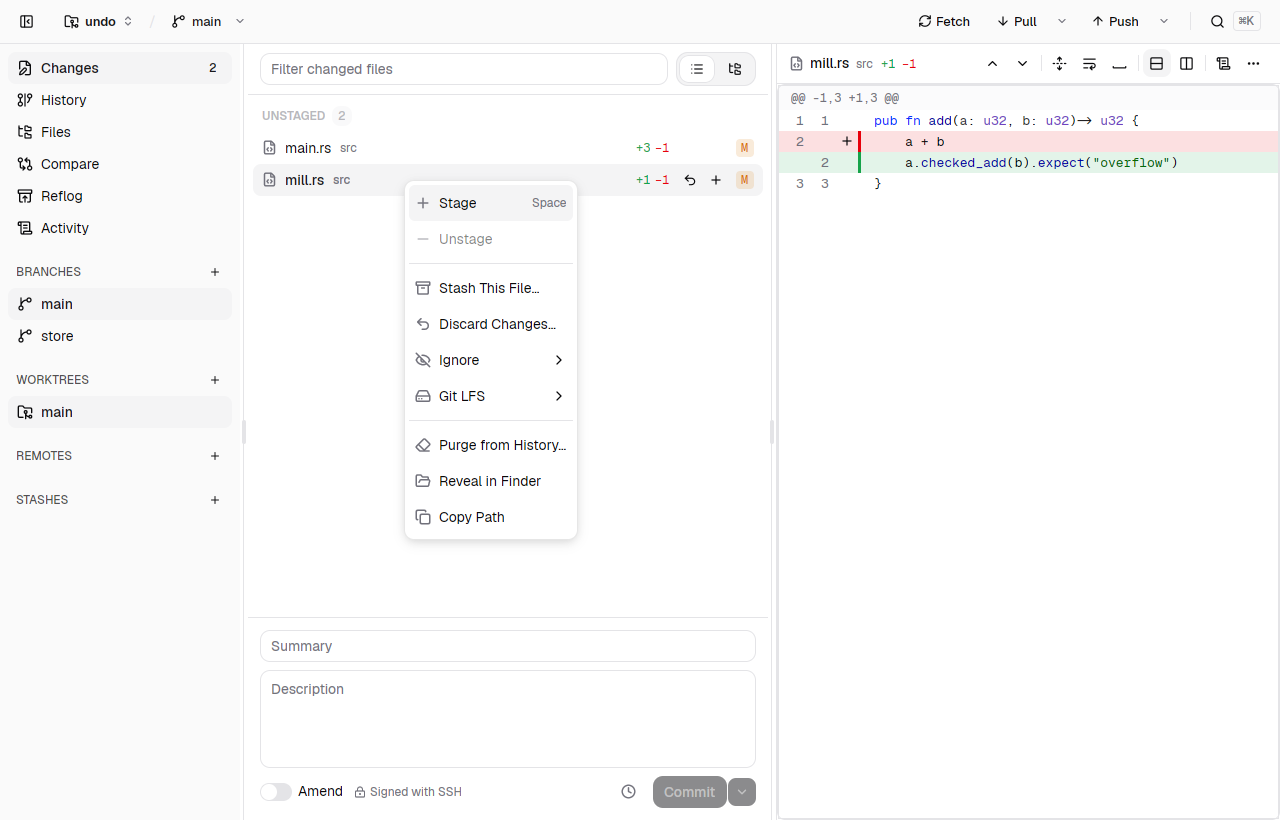 undo / main Fetch Pull Push ⌘K
Changes 2
History
Files
Compare
Reflog
Activity
BRANCHES
main
store
WORKTREES
main
REMOTES
STASHES
Filter changed files
UNSTAGED 2
main.rs src +3 −1 M
mill.rs src +1 −1 M
Stage Space
Unstage
Stash This File…
Discard Changes…
Ignore
Git LFS
Purge from History…
Reveal in Finder
Copy Path
Summary
Description
Amend Signed with SSH Commit
mill.rs src +1 −1
@@ -1,3 +1,3 @@
1 1 pub fn add(a: u32, b: u32)-> u32 {
2 + a + b
2 a.checked_add(b).expect("overflow")
3 3 }